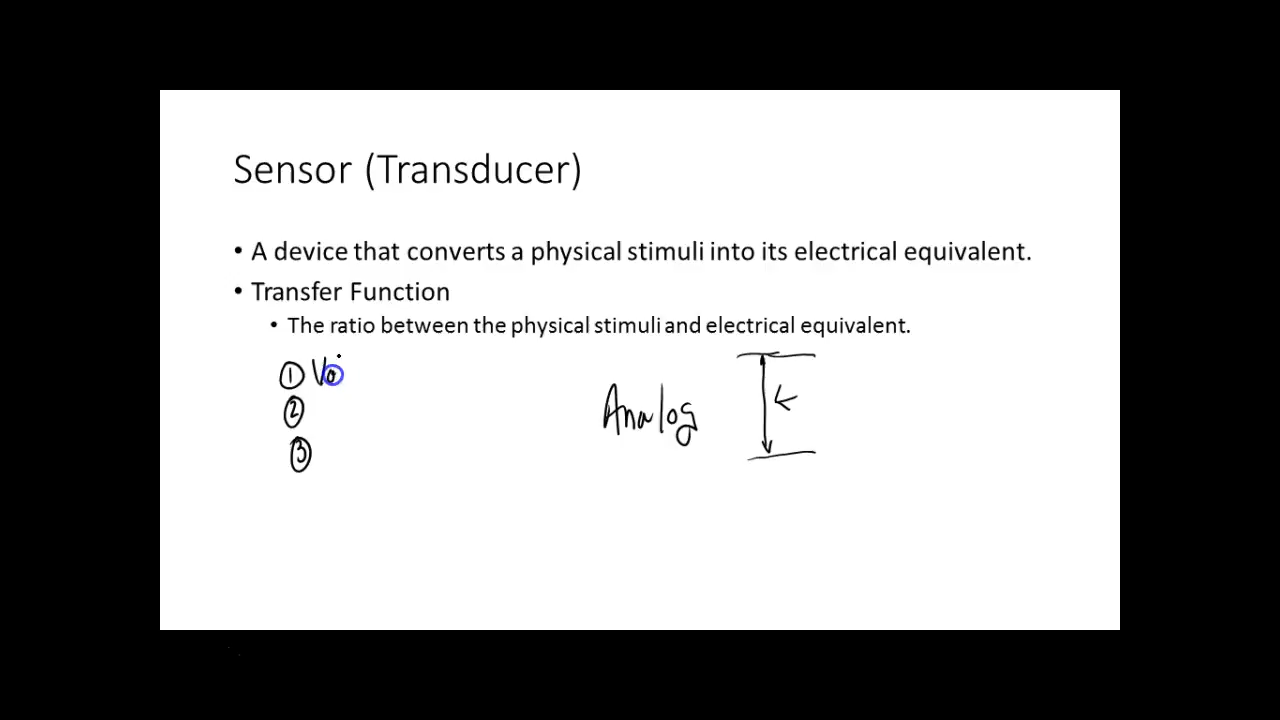 Sensor (Transducer)
• A device that converts a physical stimuli into its electrical equivalent.
• Transfer Function
• The ratio between the physical stimuli and electrical equivalent.
① Vo
②
③
Analog